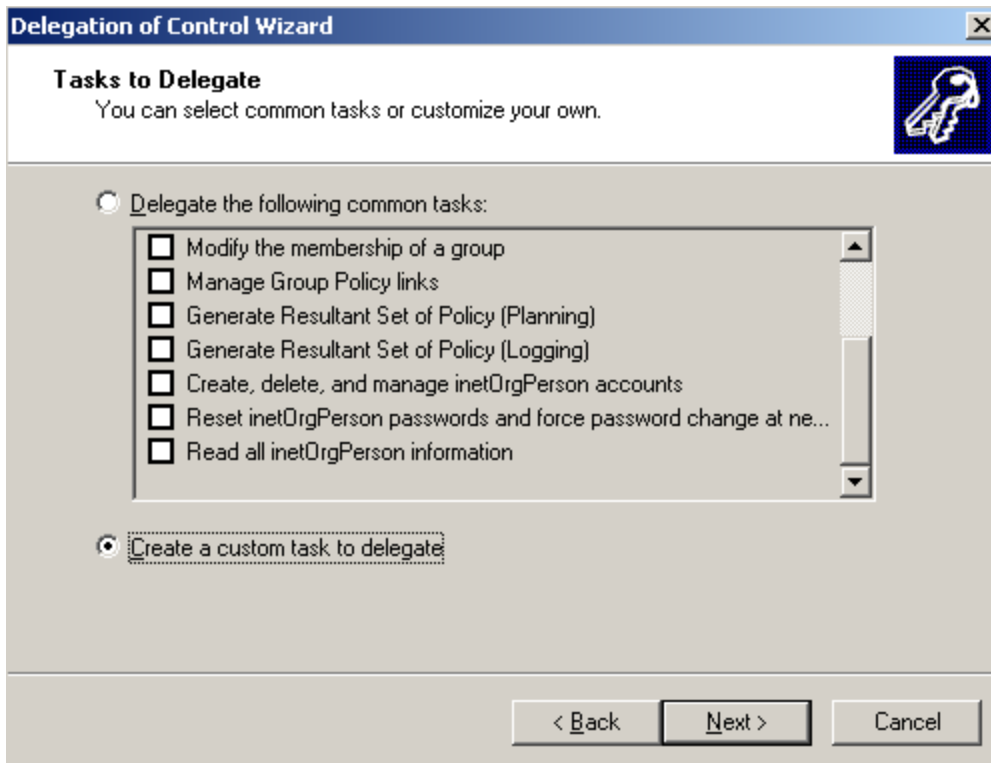 Delegation of Control Wizard
Tasks to Delegate
You can select common tasks or customize your own.
Delegate the following common tasks:
Modify the membership of a group
Manage Group Policy links
Generate Resultant Set of Policy (Planning)
Generate Resultant Set of Policy (Logging)
Create, delete, and manage inetOrgPerson accounts
Reset inetOrgPerson passwords and force password change at ne...
Read all inetOrgPerson information
Create a custom task to delegate
< Back
Next >
Cancel